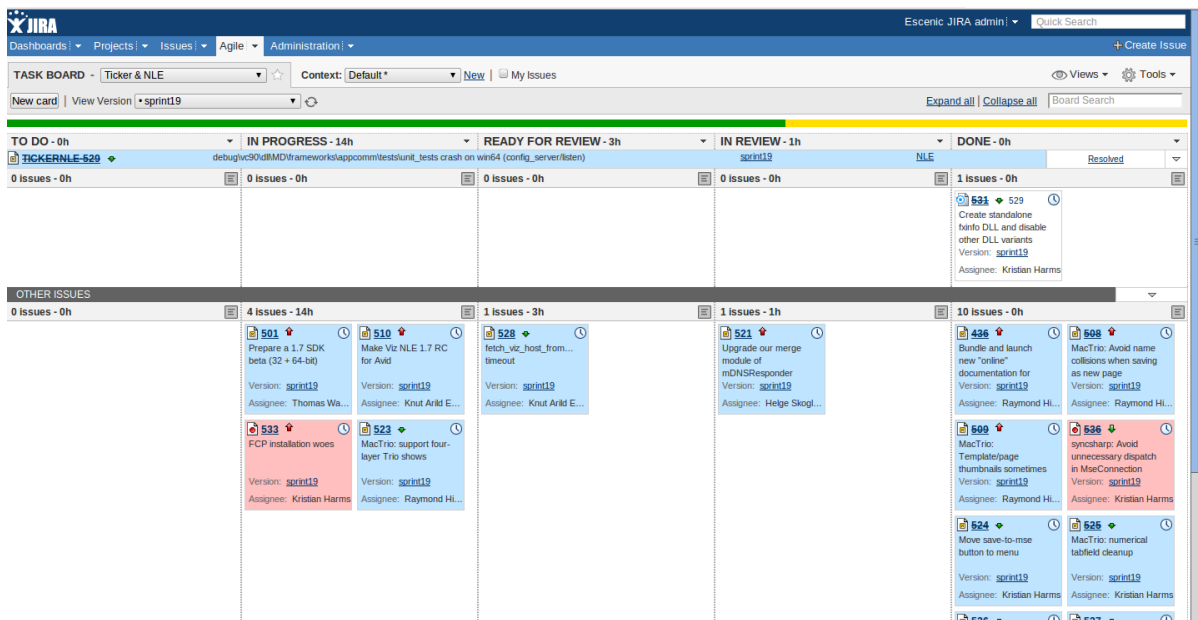 JIRA
Escenic JIRA admin
Quick Search
Dashboards Projects Issues Agile Administration
Create Issue
TASK BOARD - Ticker & NLE Context: Default * New My Issues
Views Tools
New card View Version • sprint19
Expand all Collapse all Board Search
TO DO - 0h IN PROGRESS - 14h READY FOR REVIEW - 3h IN REVIEW - 1h DONE - 0h
TICKERNLE-529 debug\vc90\dll\MD\frameworks\appcomm\tests\unit_tests crash on win64 (config_server/listen) sprint19 NLE Resolved
0 issues - 0h 0 issues - 0h 0 issues - 0h 0 issues - 0h 1 issues - 0h
531 529
Create standalone
fxinfo DLL and disable
other DLL variants
Version: sprint19
Assignee: Kristian Harms
OTHER ISSUES
0 issues - 0h 4 issues - 14h 1 issues - 3h 1 issues - 1h 10 issues - 0h
501
Prepare a 1.7 SDK
beta (32 + 64-bit)
Version: sprint19
Assignee: Thomas Wa...
510
Make Viz NLE 1.7 RC
for Avid
Version: sprint19
Assignee: Knut Arild E...
533
FCP installation woes
Version: sprint19
Assignee: Kristian Harms
523
MacTrio: support four-
layer Trio shows
Version: sprint19
Assignee: Raymond Hi...
528
fetch_viz_host_from...
timeout
Version: sprint19
Assignee: Knut Arild E...
521
Upgrade our merge
module of
mDNSResponder
Version: sprint19
Assignee: Helge Skogl...
436
Bundle and launch
new "online"
documentation for
Version: sprint19
Assignee: Raymond Hi...
508
MacTrio: Avoid name
collisions when saving
as new page
Version: sprint19
Assignee: Raymond Hi...
509
MacTrio:
Template/page
thumbnails sometimes
Version: sprint19
Assignee: Raymond Hi...
536
syncsharp: Avoid
unnecessary dispatch
in MseConnection
Version: sprint19
Assignee: Kristian Harms
524
Move save-to-mse
button to menu
Version: sprint19
Assignee: Kristian Harms
525
MacTrio: numerical
tabfield cleanup
Version: sprint19
Assignee: Kristian Harms